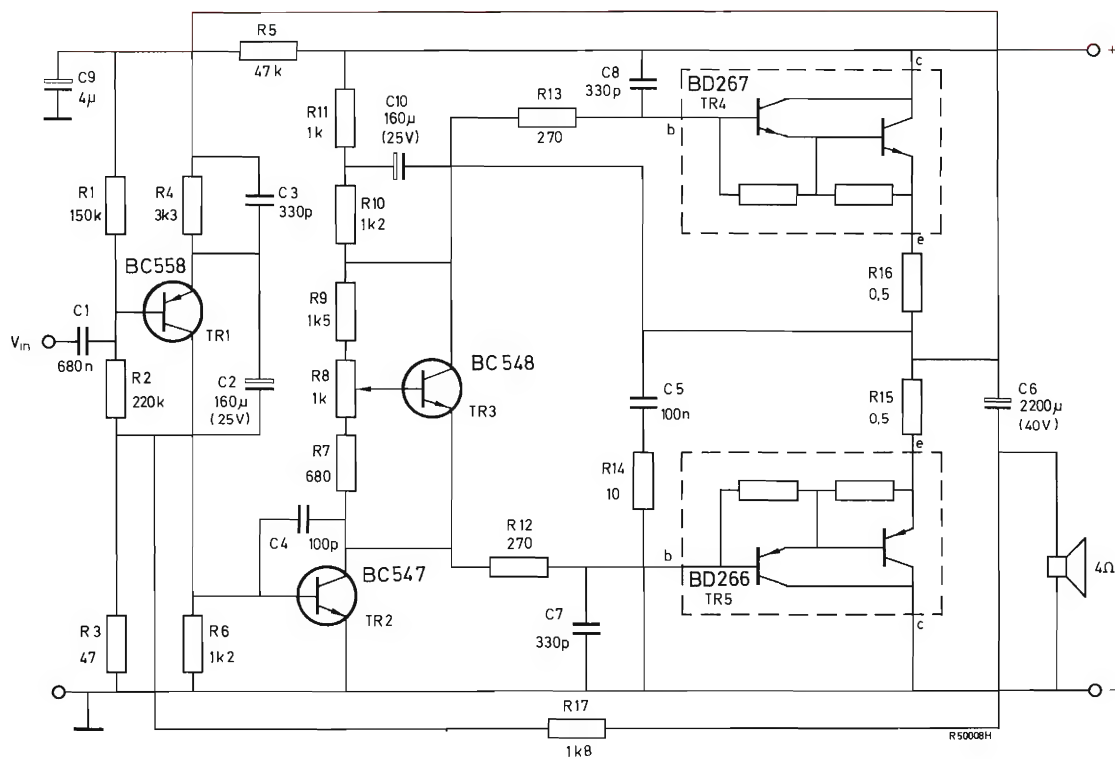 R5
47k
+
C9
4µ
C8
330p
c
BD267
TR4
R13
270
b
R11
1k
C10
160µ
(25V)
R1
150k
R4
3k3
C3
330p
R10
1k2
e
R16
0,5
BC558
TR1
C1
Vin
680n
R9
1k5
BC548
TR3
R2
220k
C2
160µ
(25V)
R8
1k
C5
100n
R15
0,5
C6
2200µ
(40V)
e
R7
680
R14
10
C4
100p
R12
270
b
BD266
TR5
4Ω
BC547
TR2
c
C7
330p
R3
47
R6
1k2
–
R17
1k8
R50008H